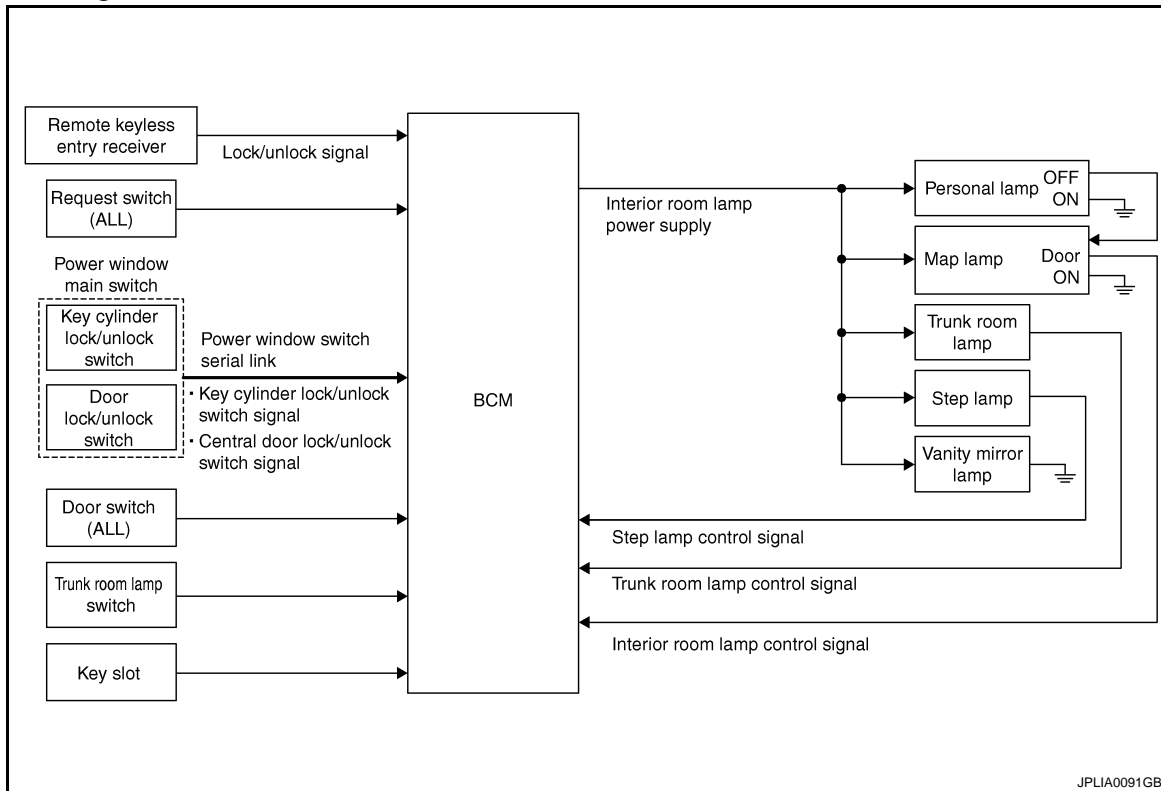 Remote keyless
entry receiver
Lock/unlock signal
Request switch
(ALL)
Power window
main switch
Key cylinder
lock/unlock
switch
Door
lock/unlock
switch
Power window switch
serial link
· Key cylinder lock/unlock
switch signal
· Central door lock/unlock
switch signal
Door switch
(ALL)
Trunk room lamp
switch
Key slot
BCM
Interior room lamp
power supply
Personal lamp
OFF
ON
Map lamp
Door
ON
Trunk room
lamp
Step lamp
Vanity mirror
lamp
Step lamp control signal
Trunk room lamp control signal
Interior room lamp control signal
JPLIA0091GB